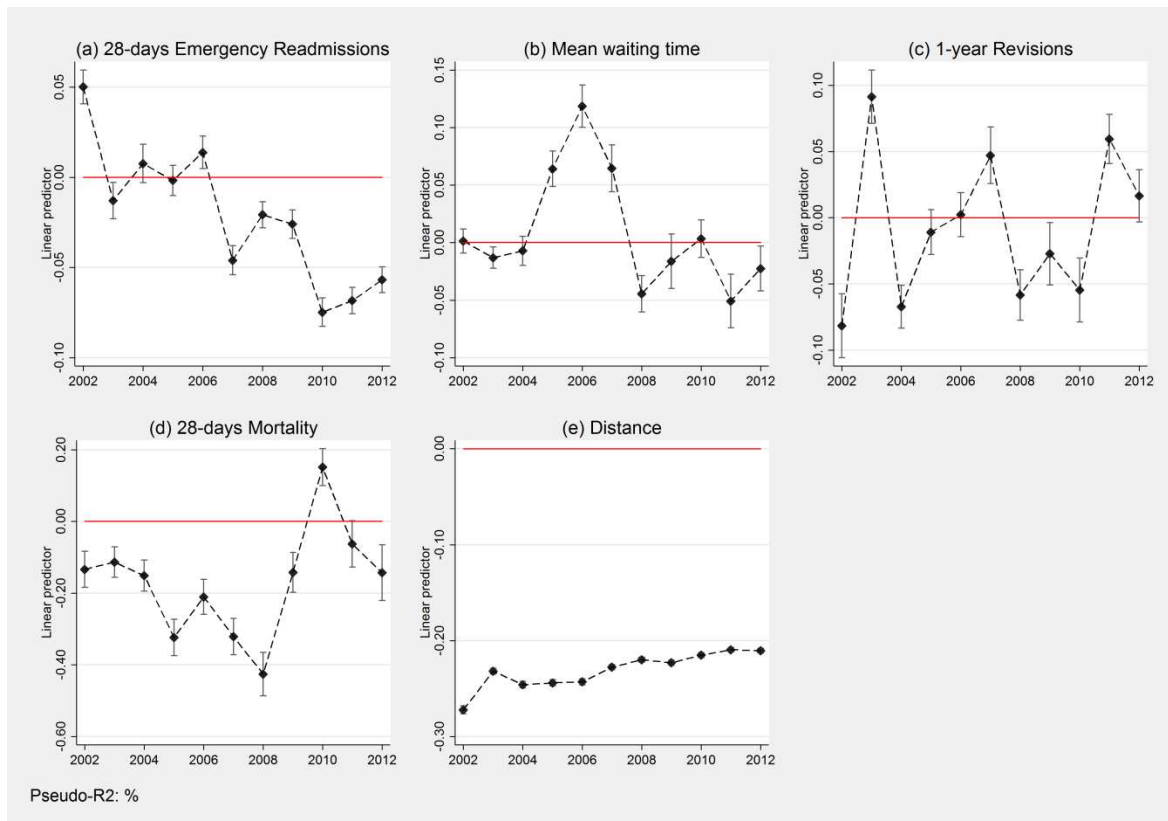 (a) 28-days Emergency Readmissions
Linear predictor
0.05
0.00
-0.05
-0.10
2002 2004 2006 2008 2010 2012
(b) Mean waiting time
Linear predictor
0.15
0.10
0.05
0.00
-0.05
-0.10
2002 2004 2006 2008 2010 2012
(c) 1-year Revisions
Linear predictor
0.10
0.05
0.00
-0.05
-0.10
2002 2004 2006 2008 2010 2012
(d) 28-days Mortality
Linear predictor
0.20
0.00
-0.20
-0.40
-0.60
2002 2004 2006 2008 2010 2012
(e) Distance
Linear predictor
0.00
-0.10
-0.20
-0.30
2002 2004 2006 2008 2010 2012
Pseudo-R2: %